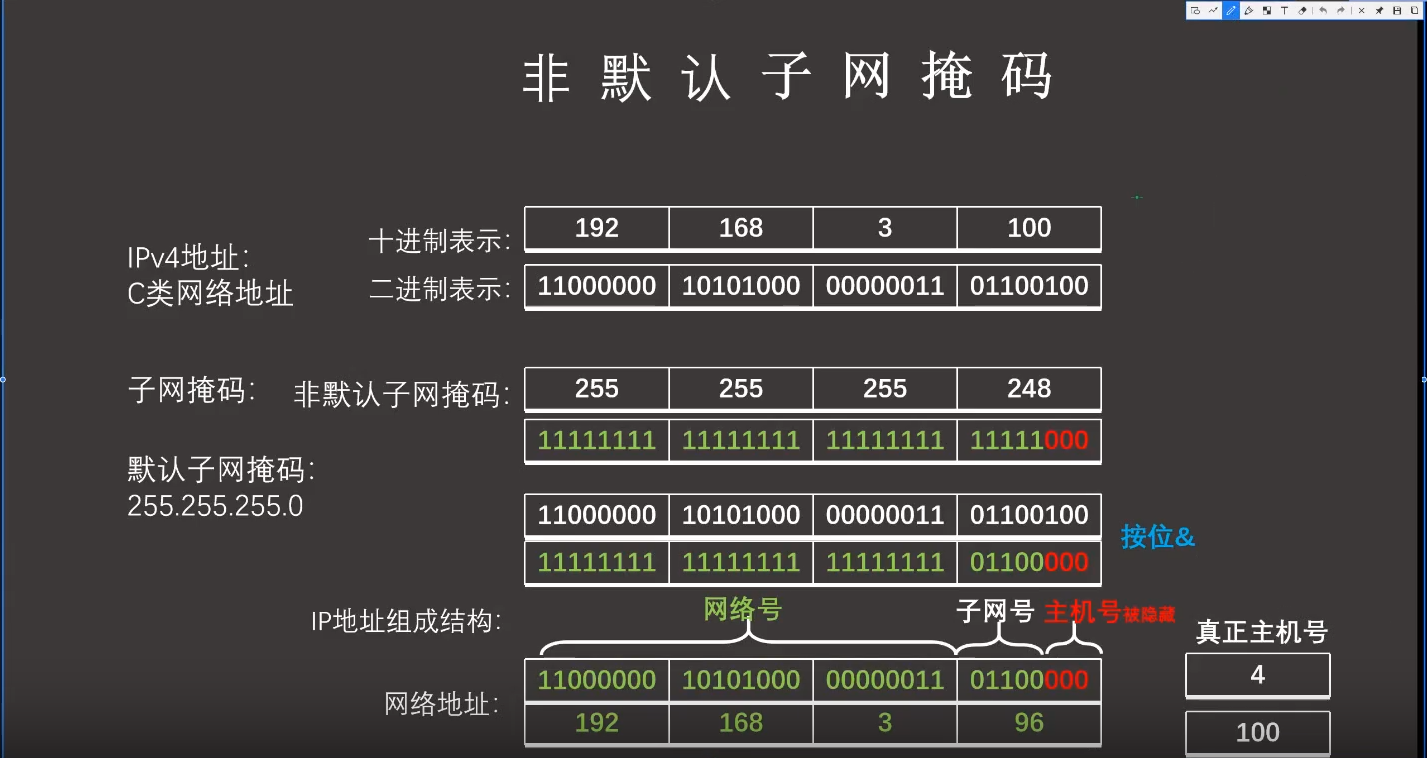 非默认子网掩码
IPv4地址:
C类网络地址
十进制表示: 192 168 3 100
二进制表示: 11000000 10101000 00000011 01100100
子网掩码: 非默认子网掩码: 255 255 255 248
11111111 11111111 11111111 11111000
默认子网掩码:
255.255.255.0
11000000 10101000 00000011 01100100
11111111 11111111 11111111 01100000
按位&
IP地址组成结构: 网络号 子网号 主机号被隐藏
真正主机号
4
100
网络地址: 11000000 10101000 00000011 01100000
192 168 3 96